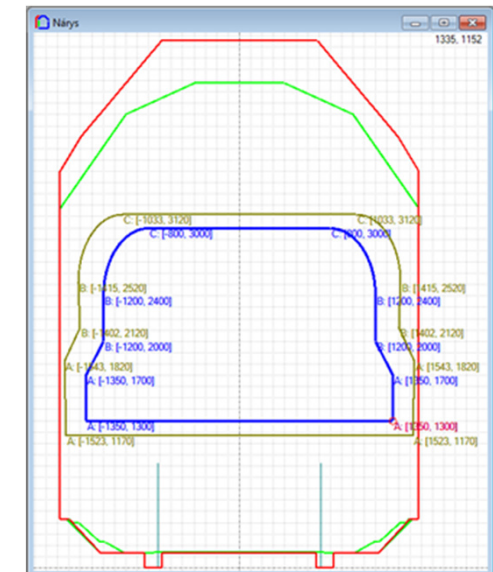 Nárys
1335, 1152
C: [-1033, 3120]
C: [1033, 3120]
C: [-800, 3000]
C: [800, 3000]
B: [-1415, 2520]
B: [1415, 2520]
B: [-1200, 2400]
B: [1200, 2400]
B: [-1402, 2120]
B: [1402, 2120]
B: [-1200, 2000]
B: [1200, 2000]
A: [-1543, 1820]
A: [1543, 1820]
A: [-1350, 1700]
A: [1350, 1700]
A: [-1350, 1300]
A: [1350, 1300]
A: [-1523, 1170]
A: [1523, 1170]